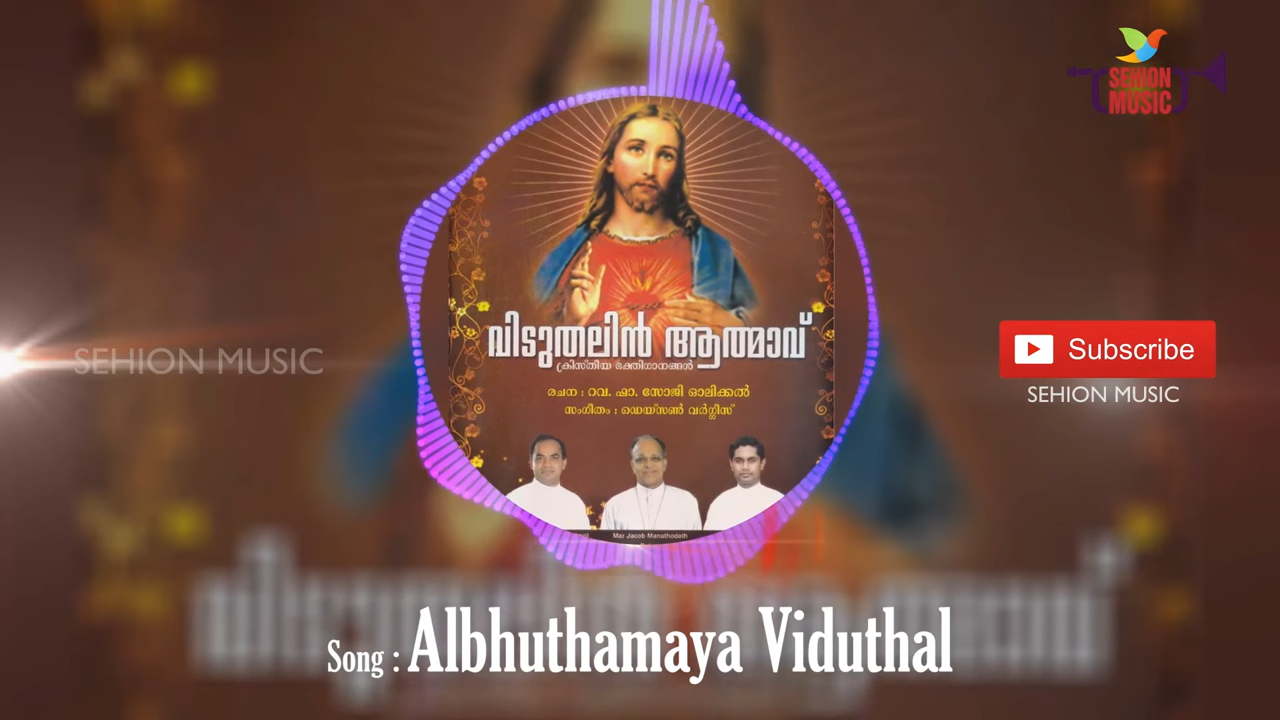 SEHION
MUSIC
വിടുതലിൻ ആത്മാവ്
ക്രിസ്തീയ ഭക്തിഗാനങ്ങൾ
രചന : റവ. ഫാ. സോജി ഓലിക്കൽ
സംഗീതം : ഡെയ്സൺ വർഗ്ഗീസ്
Mar Jacob Manathodath
SEHION MUSIC
Subscribe
SEHION MUSIC
Song : Albhuthamaya Viduthal